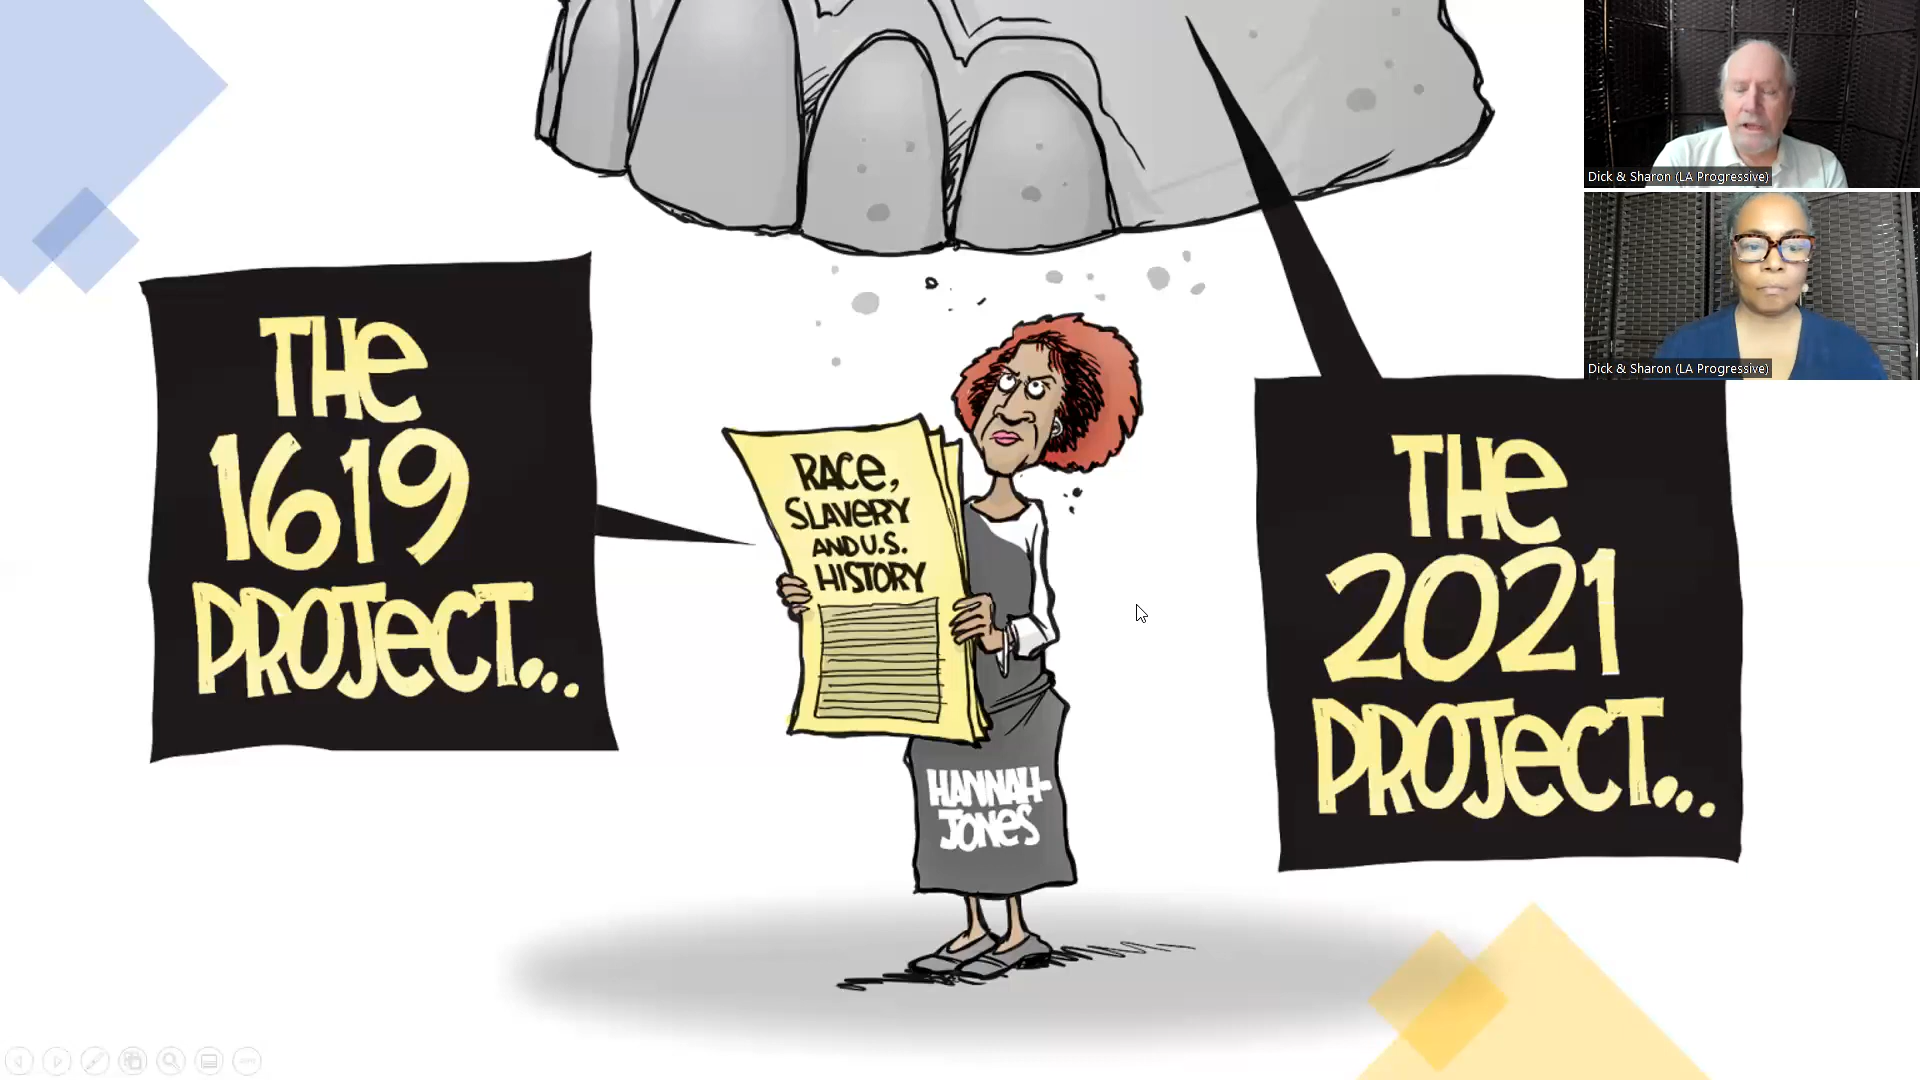 THE
1619
PROJECT...
RACE,
SLAVERY
AND U.S.
HISTORY
HANNAH-
JONES
THE
2021
PROJECT...
Dick & Sharon (LA Progressive)
Dick & Sharon (LA Progressive)